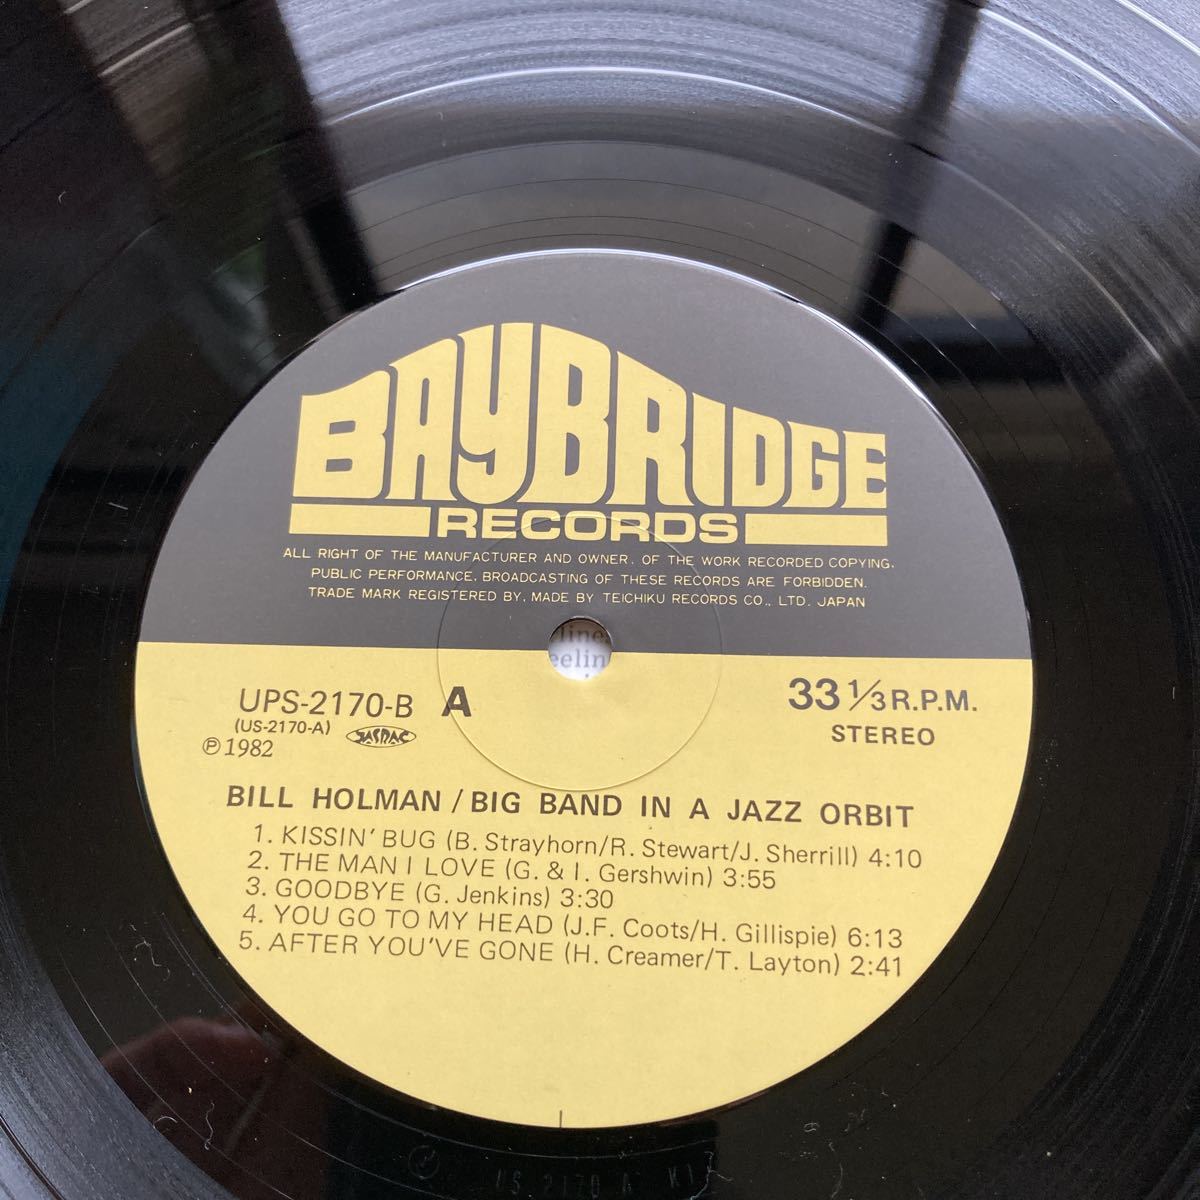 BAYBRIDGE
RECORDS
ALL RIGHT OF THE MANUFACTURER AND OWNER. OF THE WORK RECORDED COPYING.
PUBLIC PERFORMANCE. BROADCASTING OF THESE RECORDS ARE FORBIDDEN.
TRADE MARK REGISTERED BY, MADE BY TEICHIKU RECORDS CO., LTD. JAPAN
UPS-2170-B A
(US-2170-A) JASRAC
℗1982
33 1/3 R.P.M.
STEREO
BILL HOLMAN / BIG BAND IN A JAZZ ORBIT
1. KISSIN' BUG (B. Strayhorn/R. Stewart/J. Sherrill) 4:10
2. THE MAN I LOVE (G. & I. Gershwin) 3:55
3. GOODBYE (G. Jenkins) 3:30
4. YOU GO TO MY HEAD (J.F. Coots/H. Gillispie) 6:13
5. AFTER YOU'VE GONE (H. Creamer/T. Layton) 2:41
US 2170 A